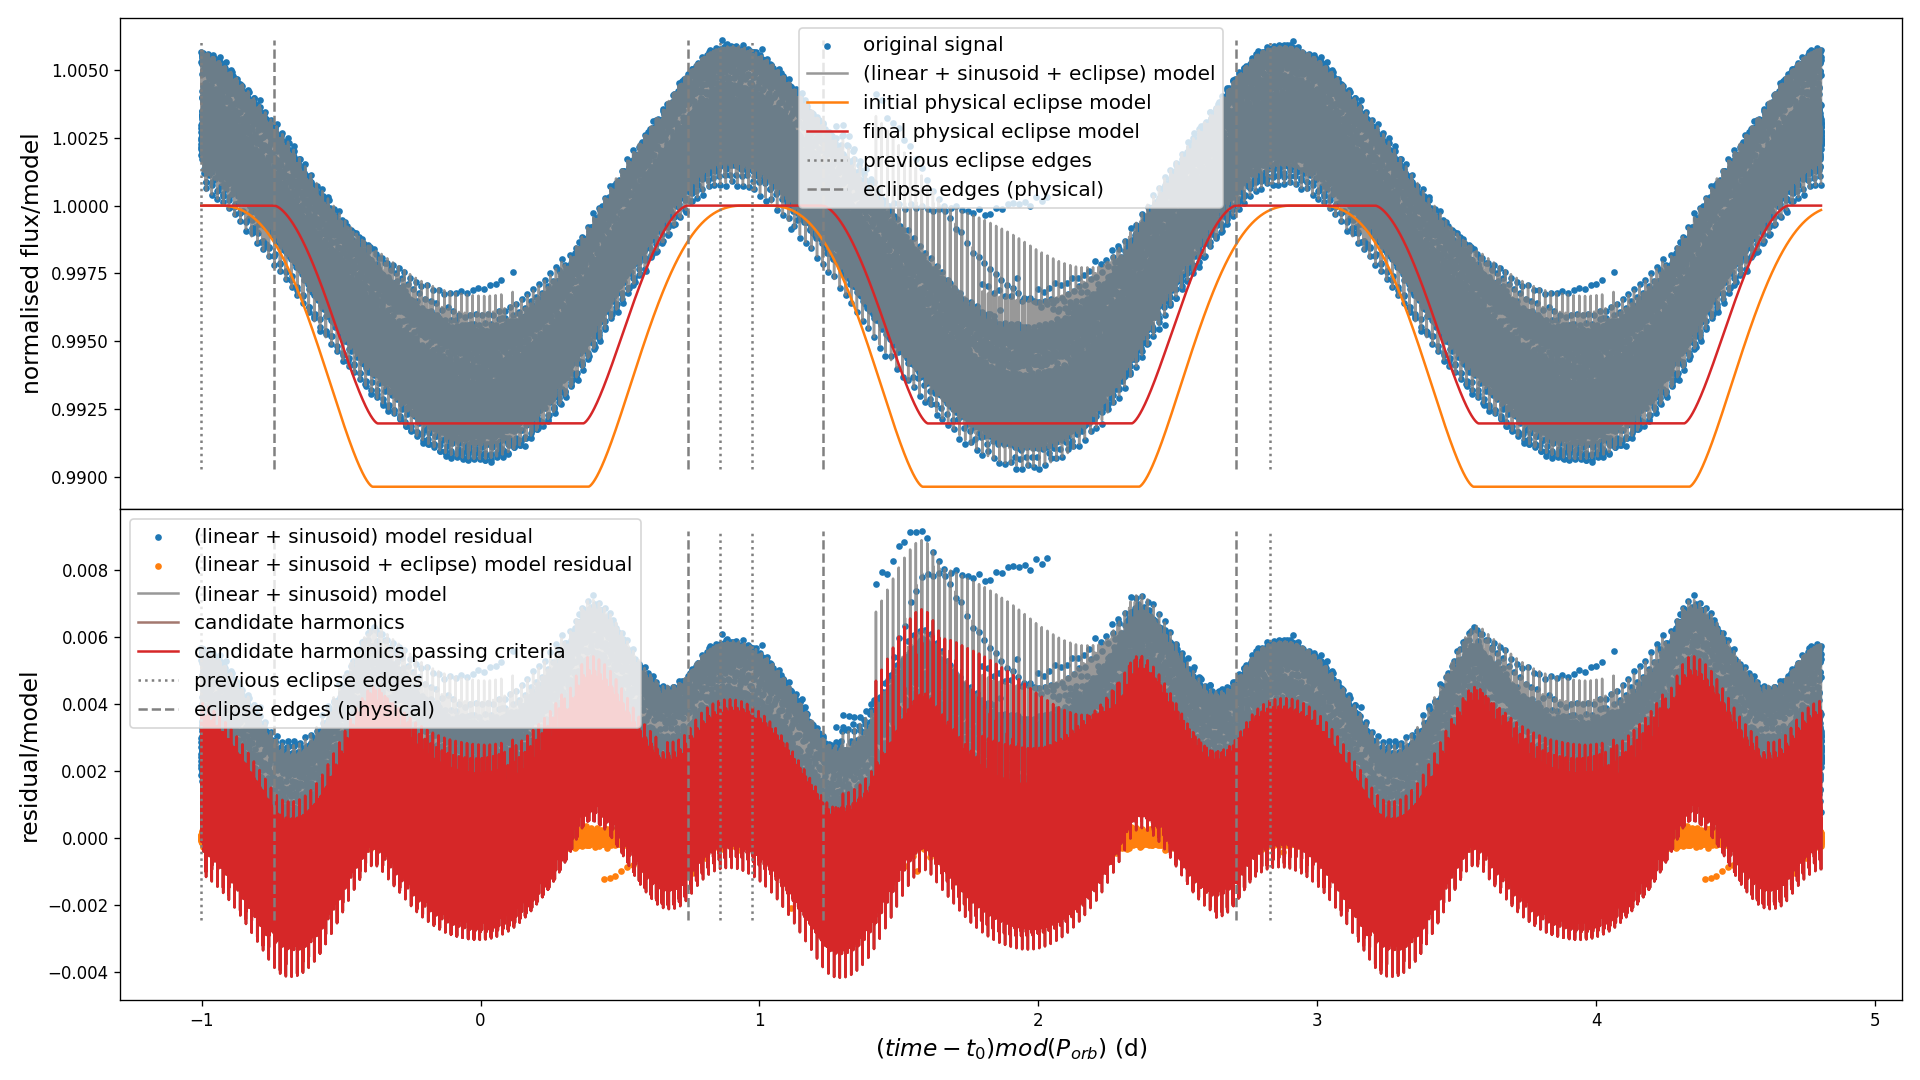 original signal
(linear + sinusoid + eclipse) model
initial physical eclipse model
final physical eclipse model
previous eclipse edges
eclipse edges (physical)
normalised flux/model
1.0050
1.0025
1.0000
0.9975
0.9950
0.9925
0.9900
(linear + sinusoid) model residual
(linear + sinusoid + eclipse) model residual
(linear + sinusoid) model
candidate harmonics
candidate harmonics passing criteria
previous eclipse edges
eclipse edges (physical)
residual/model
0.008
0.006
0.004
0.002
0.000
−0.002
−0.004
−1 0 1 2 3 4 5
(time − t₀)mod(Pₒᵣb) (d)